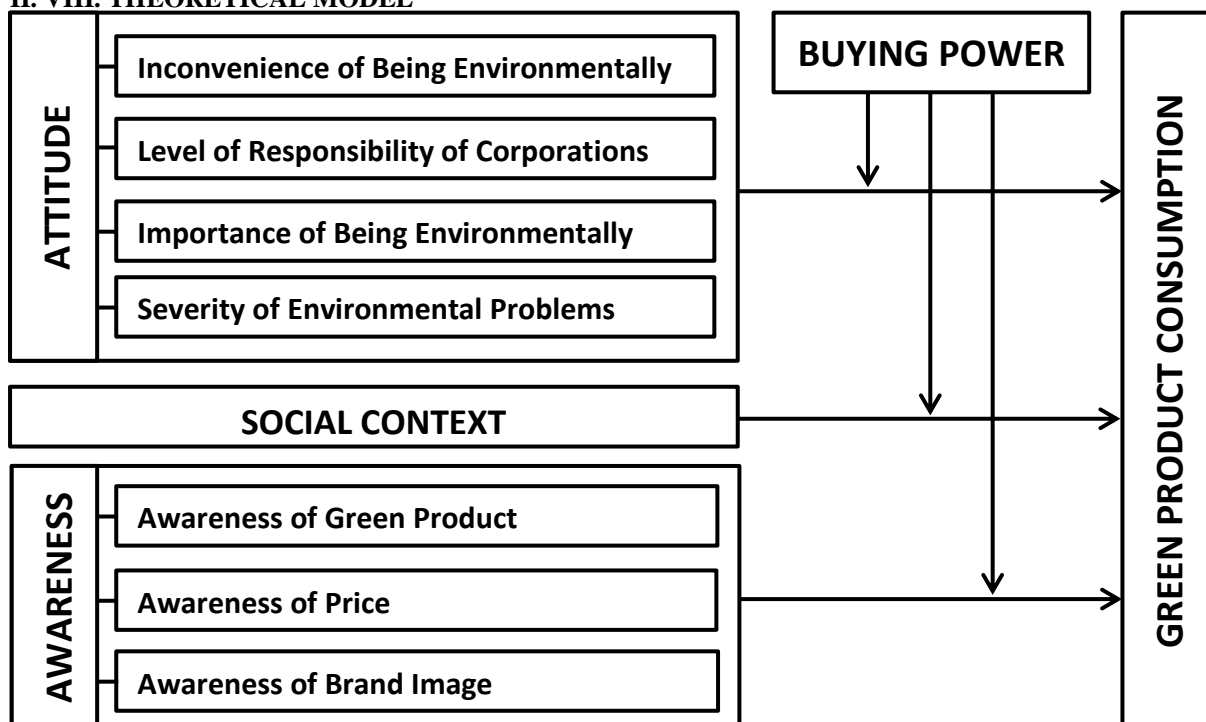 II. VIII. THEORETICAL MODEL
ATTITUDE
Inconvenience of Being Environmentally
Level of Responsibility of Corporations
Importance of Being Environmentally
Severity of Environmental Problems
BUYING POWER
GREEN PRODUCT CONSUMPTION
SOCIAL CONTEXT
AWARENESS
Awareness of Green Product
Awareness of Price
Awareness of Brand Image